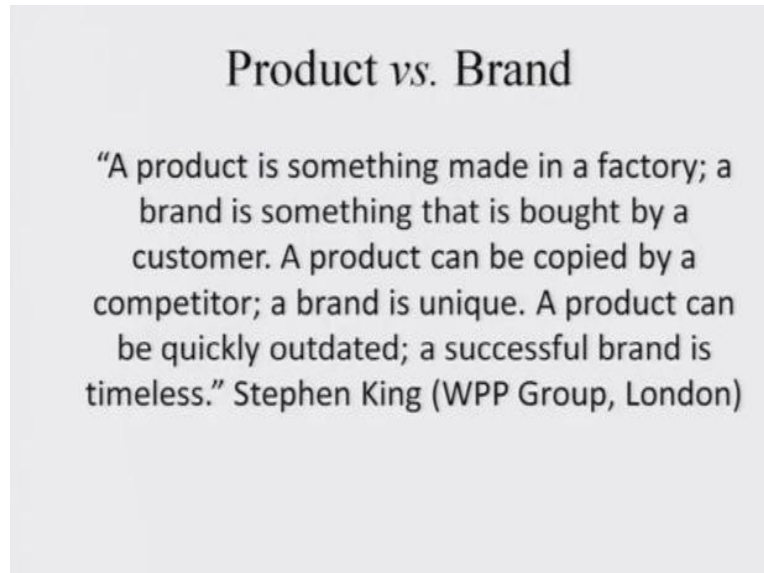 Product vs. Brand
“A product is something made in a factory; a
brand is something that is bought by a
customer. A product can be copied by a
competitor; a brand is unique. A product can
be quickly outdated; a successful brand is
timeless.” Stephen King (WPP Group, London)